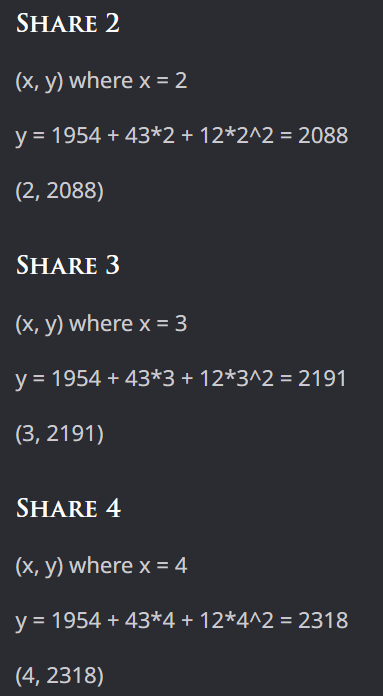 Share 2
(x, y) where x = 2
y = 1954 + 43*2 + 12*2^2 = 2088
(2, 2088)
Share 3
(x, y) where x = 3
y = 1954 + 43*3 + 12*3^2 = 2191
(3, 2191)
Share 4
(x, y) where x = 4
y = 1954 + 43*4 + 12*4^2 = 2318
(4, 2318)